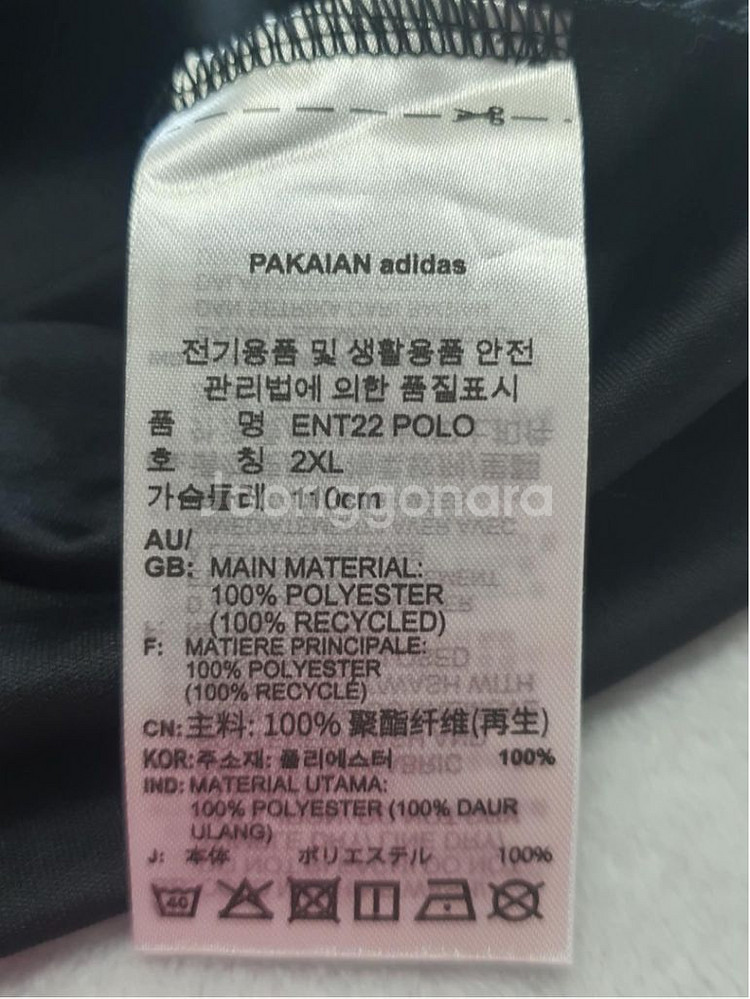 PAKAIAN adidas
전기용품 및 생활용품 안전
관리법에 의한 품질표시
품 명 ENT22 POLO
호 칭 2XL
가슴둘레 110cm
AU/
GB: MAIN MATERIAL:
100% POLYESTER
(100% RECYCLED)
F: MATIERE PRINCIPALE:
100% POLYESTER
(100% RECYCLÉ)
CN: 主料: 100% 聚酯纤维(再生)
KOR: 주소재: 폴리에스터 100%
IND: MATERIAL UTAMA:
100% POLYESTER (100% DAUR
ULANG)
J: 本体 ポリエステル 100%
40